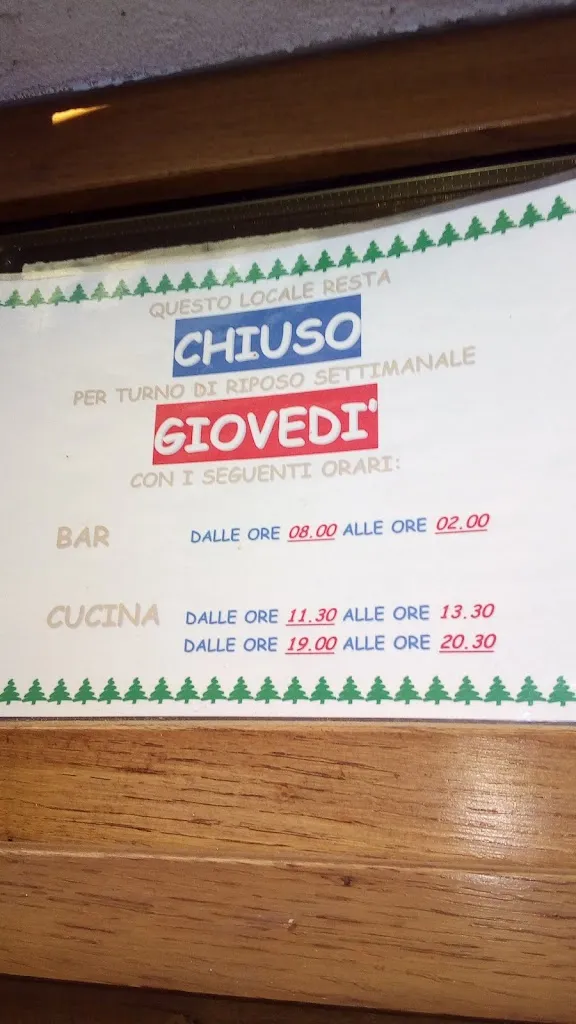 QUESTO LOCALE RESTA
CHIUSO
PER TURNO DI RIPOSO SETTIMANALE
GIOVEDI'
CON I SEGUENTI ORARI:
BAR DALLE ORE 08.00 ALLE ORE 02.00
CUCINA DALLE ORE 11.30 ALLE ORE 13.30
DALLE ORE 19.00 ALLE ORE 20.30